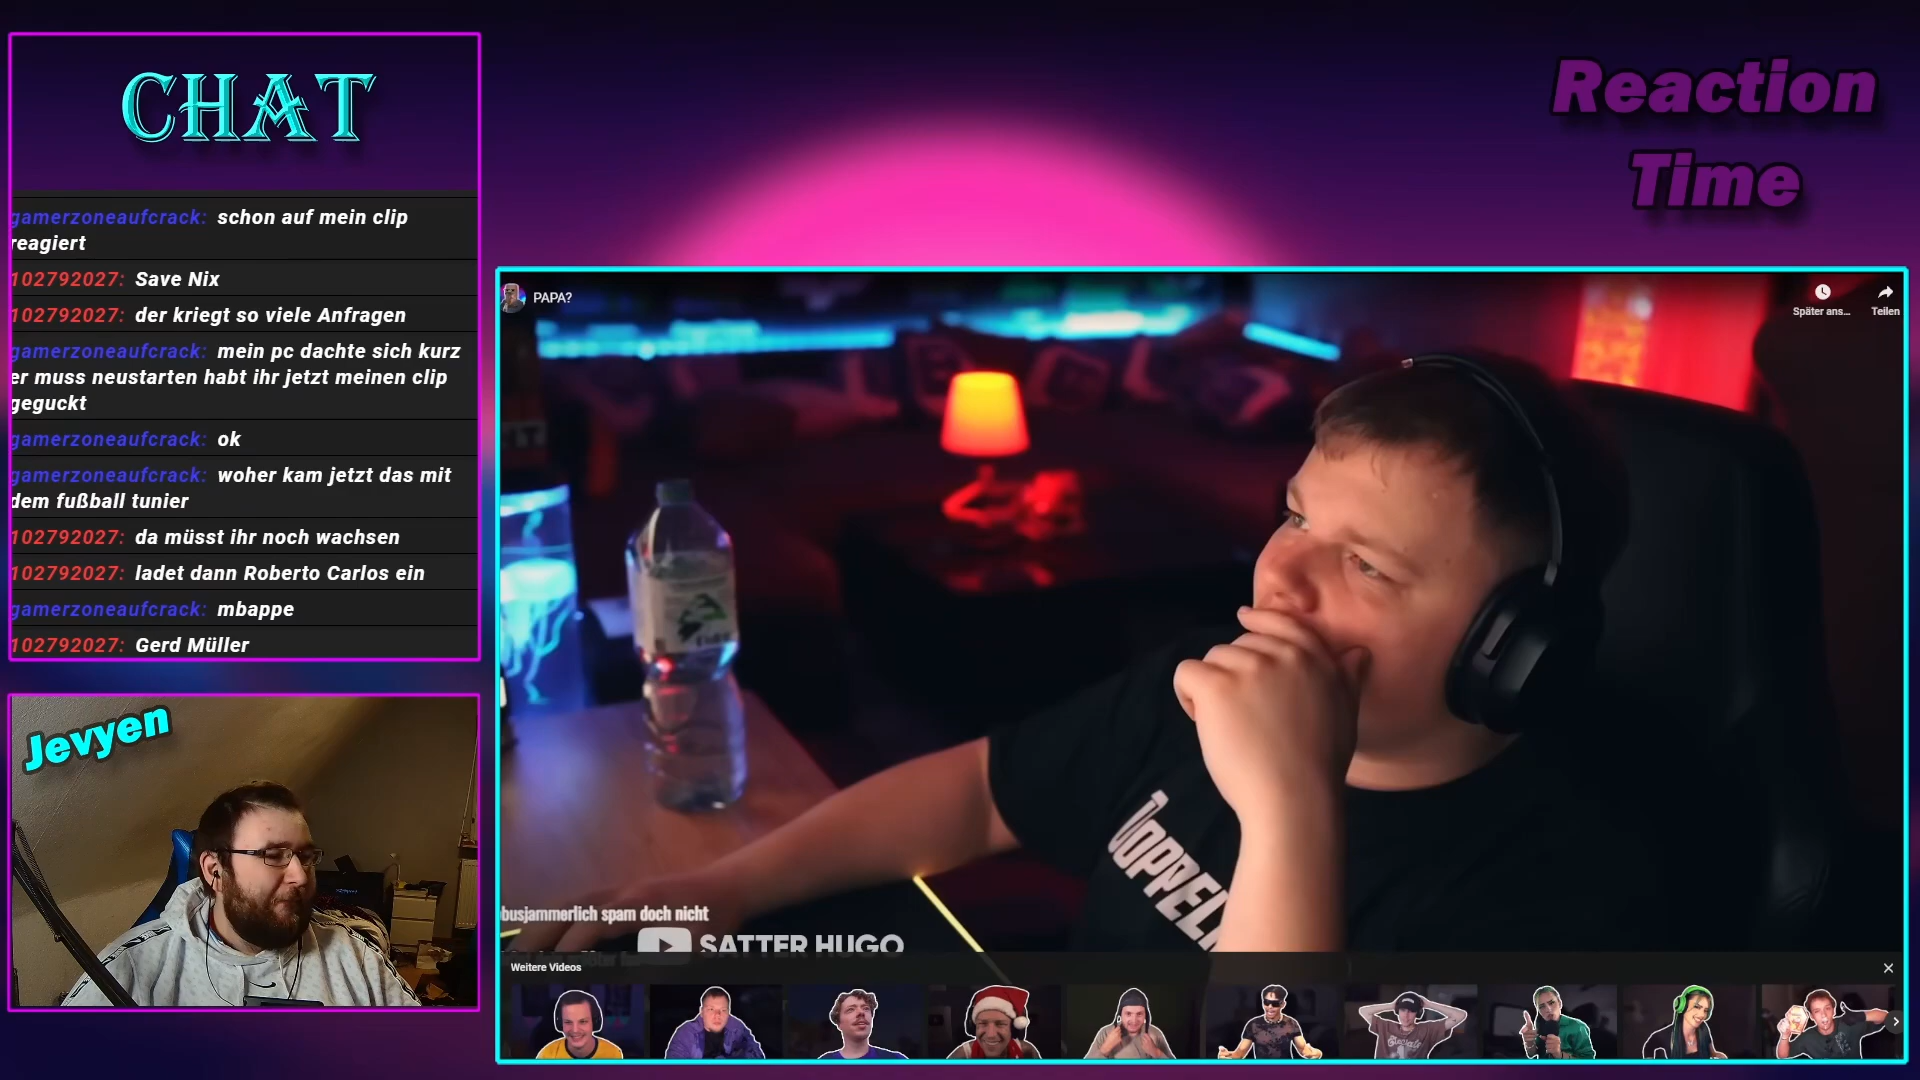 CHAT
gamerzoneaufcrack: schon auf mein clip
reagiert
102792027: Save Nix
102792027: der kriegt so viele Anfragen
gamerzoneaufcrack: mein pc dachte sich kurz
er muss neustarten habt ihr jetzt meinen clip
geguckt
gamerzoneaufcrack: ok
gamerzoneaufcrack: woher kam jetzt das mit
dem fußball tunier
102792027: da müsst ihr noch wachsen
102792027: ladet dann Roberto Carlos ein
gamerzoneaufcrack: mbappe
102792027: Gerd Müller
Jevyen
Reaction
Time
PAPA?
Später ans...
Teilen
DOPPEL
busjammerlich spam doch nicht
SATTER HUGO
Weitere Videos